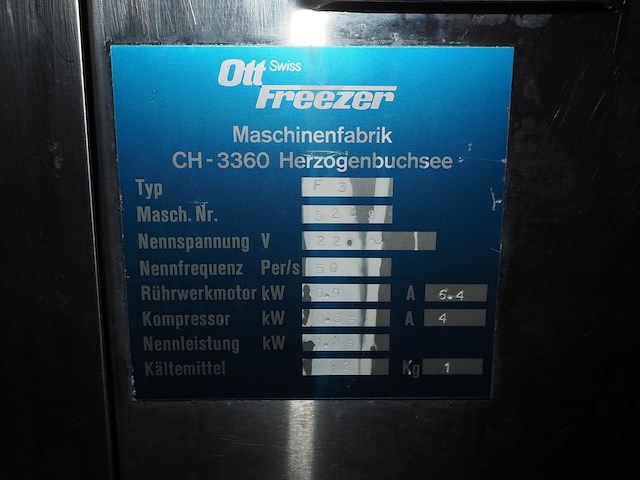 Ott Swiss
Freezer
Maschinenfabrik
CH-3360 Herzogenbuchsee
Typ F 3
Masch. Nr.
Nennspannung V
Nennfrequenz Per/s 50
Rührwerkmotor kW A 6.4
Kompressor kW A 4
Nennleistung kW
Kältemittel Kg 1